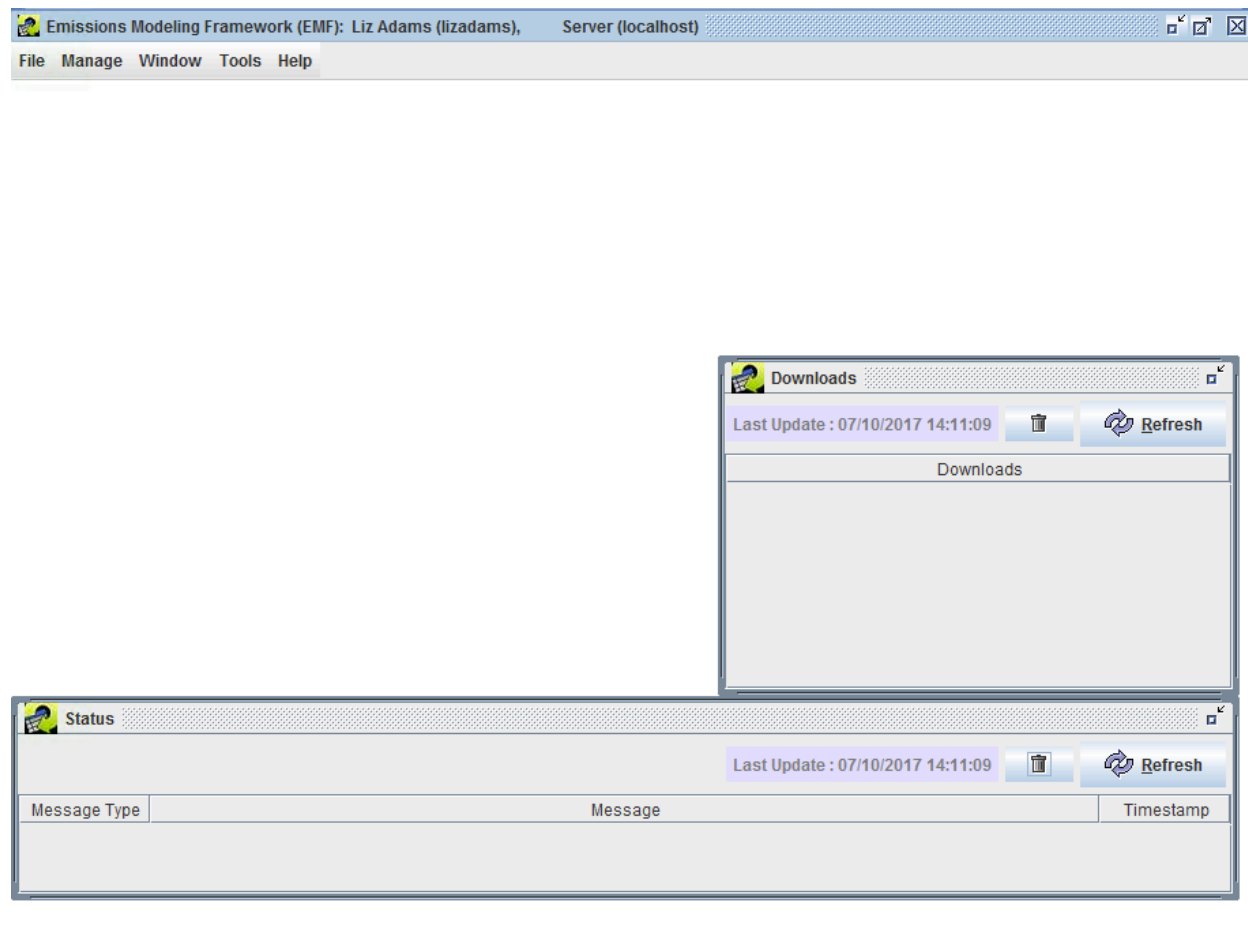 Emissions Modeling Framework (EMF): Liz Adams (lizadams), Server (localhost)
File Manage Window Tools Help
Downloads
Last Update : 07/10/2017 14:11:09 Refresh
Downloads
Status
Last Update : 07/10/2017 14:11:09 Refresh
Message Type Message Timestamp